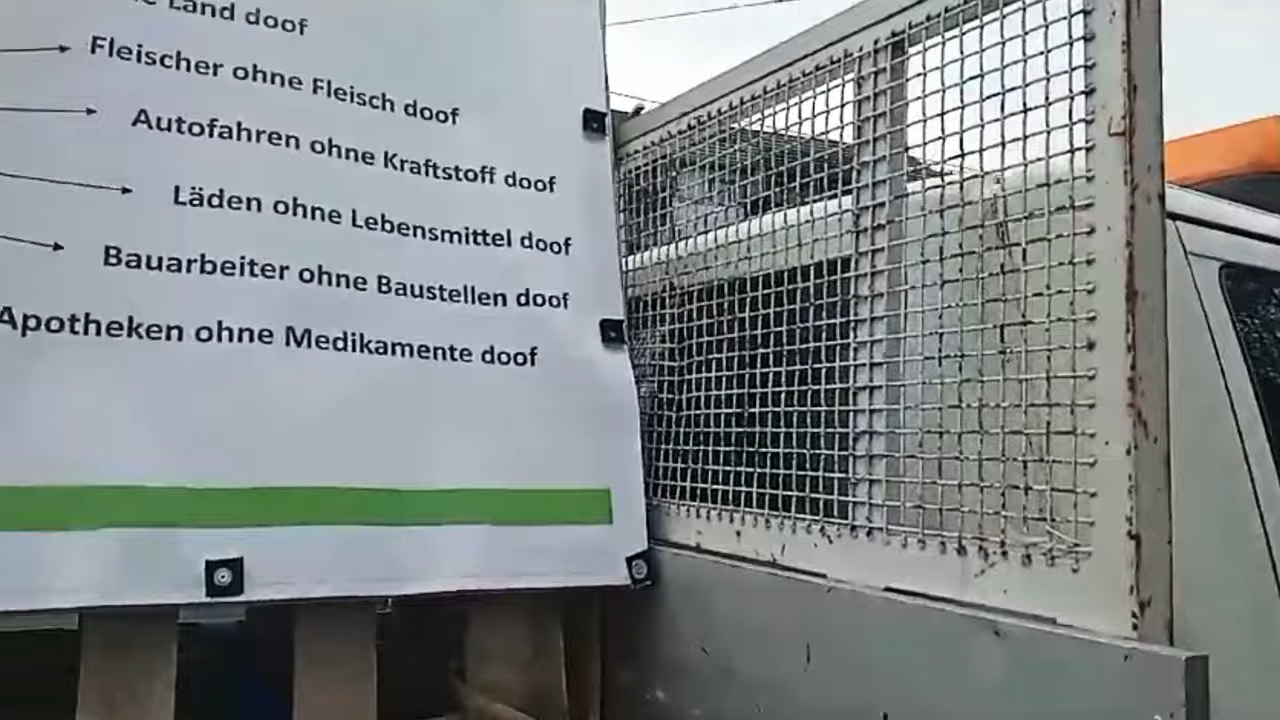 Land doof
Fleischer ohne Fleisch doof
Autofahren ohne Kraftstoff doof
Läden ohne Lebensmittel doof
Bauarbeiter ohne Baustellen doof
Apotheken ohne Medikamente doof